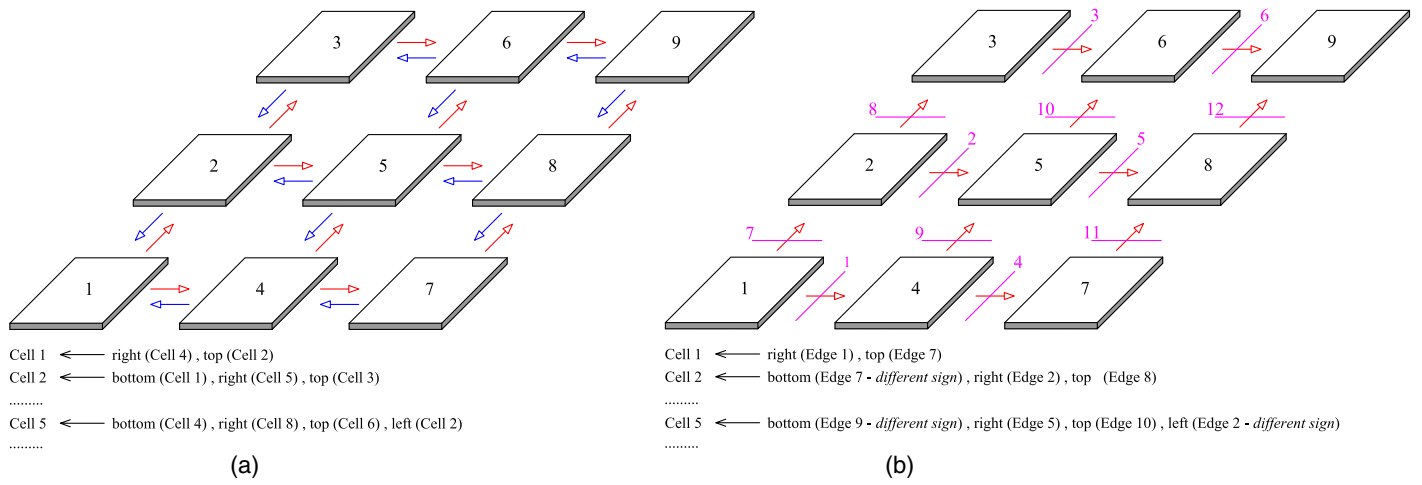 3 6 9
2 5 8
1 4 7
Cell 1 right (Cell 4) , top (Cell 2)
Cell 2 bottom (Cell 1) , right (Cell 5) , top (Cell 3)
.........
Cell 5 bottom (Cell 4) , right (Cell 8) , top (Cell 6) , left (Cell 2)
.........
(a)
3 6
3 6 9
8 10 12
2 5
2 5 8
7 9 11
1 4
1 4 7
Cell 1 right (Edge 1) , top (Edge 7)
Cell 2 bottom (Edge 7 - different sign) , right (Edge 2) , top (Edge 8)
.........
Cell 5 bottom (Edge 9 - different sign) , right (Edge 5) , top (Edge 10) , left (Edge 2 - different sign)
.........
(b)